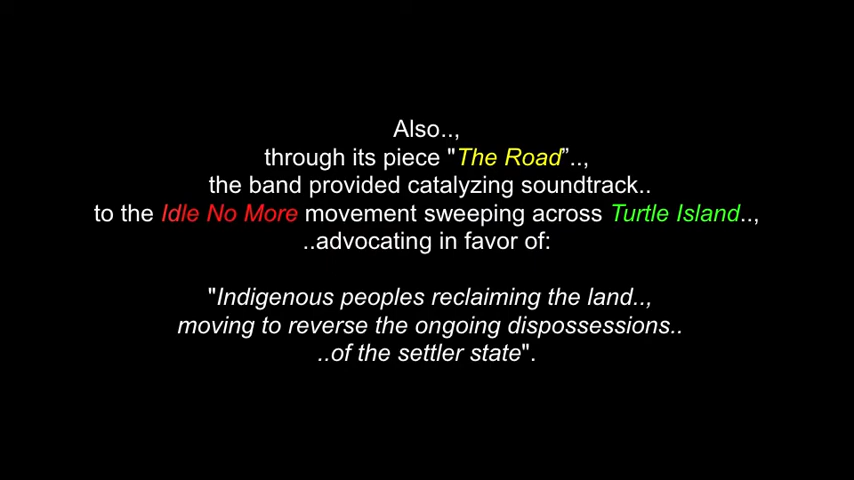 Also..,
through its piece "The Road”..,
the band provided catalyzing soundtrack..
to the Idle No More movement sweeping across Turtle Island..,
..advocating in favor of:
"Indigenous peoples reclaiming the land..,
moving to reverse the ongoing dispossessions..
..of the settler state".